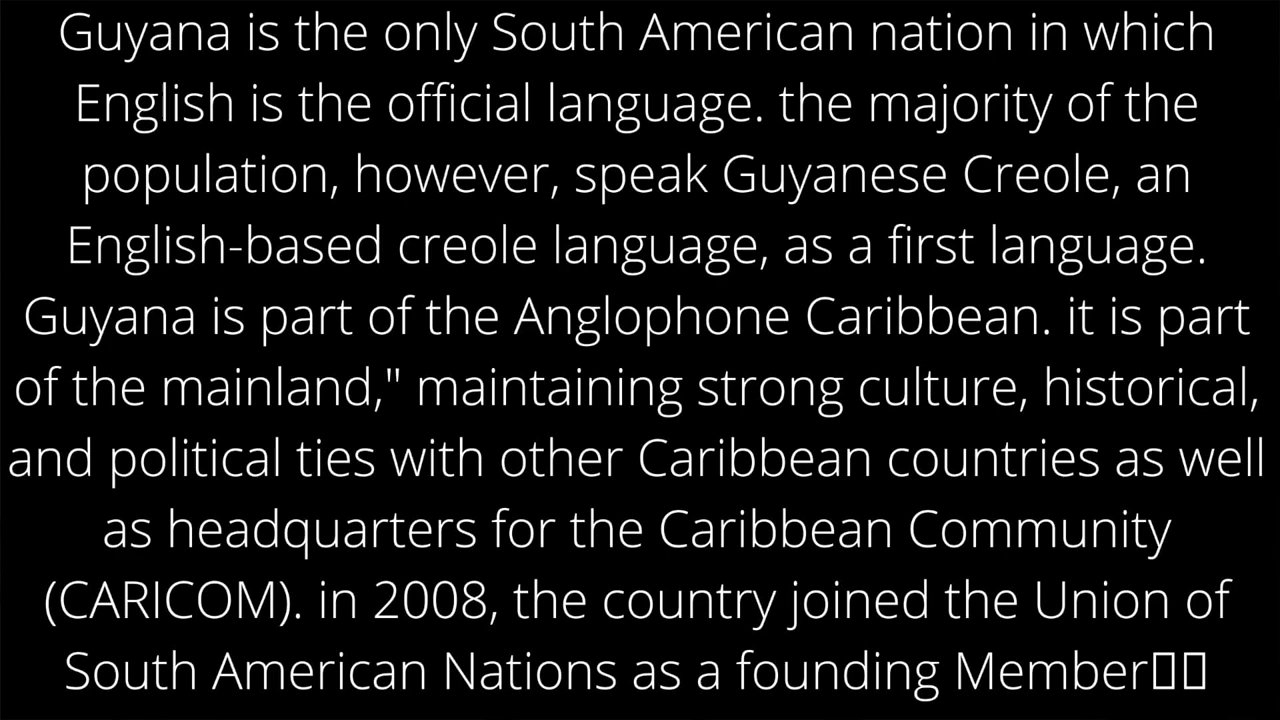 Guyana is the only South American nation in which
English is the official language. the majority of the
population, however, speak Guyanese Creole, an
English-based creole language, as a first language.
Guyana is part of the Anglophone Caribbean. it is part
of the mainland," maintaining strong culture, historical,
and political ties with other Caribbean countries as well
as headquarters for the Caribbean Community
(CARICOM). in 2008, the country joined the Union of
South American Nations as a founding Member